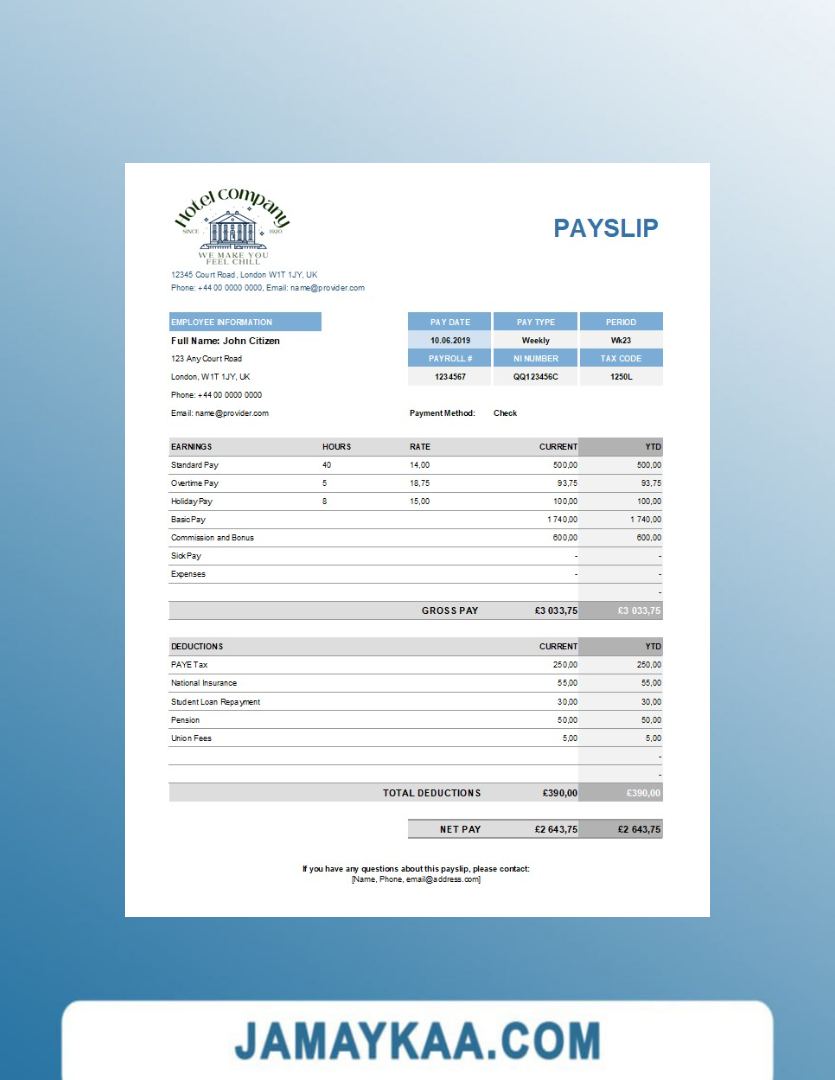 Hotel Company
SINCE 1920
WE MAKE YOU
FEEL CHILL
PAYSLIP
12345 Court Road, London W1T 1JY, UK
Phone: +44 00 0000 0000, Email: name@provider.com
EMPLOYEE INFORMATION
Full Name: John Citizen
123 Any Court Road
London, W1T 1JY, UK
Phone: +44 00 0000 0000
Email: name@provider.com
PAY DATE PAY TYPE PERIOD
10.06.2019 Weekly Wk23
PAYROLL # NI NUMBER TAX CODE
1234567 QQ123456C 1250L
Payment Method: Check
EARNINGS HOURS RATE CURRENT YTD
Standard Pay 40 14,00 500,00 500,00
Overtime Pay 5 18,75 93,75 93,75
Holiday Pay 8 15,00 100,00 100,00
Basic Pay 1 740,00 1 740,00
Commission and Bonus 600,00 600,00
Sick Pay - -
Expenses - -
-
GROSS PAY £3 033,75 £3 033,75
DEDUCTIONS CURRENT YTD
PAYE Tax 250,00 250,00
National Insurance 55,00 55,00
Student Loan Repayment 30,00 30,00
Pension 50,00 50,00
Union Fees 5,00 5,00
-
-
TOTAL DEDUCTIONS £390,00 £390,00
NET PAY £2 643,75 £2 643,75
If you have any questions about this payslip, please contact:
[Name, Phone, email@address.com]
JAMAYKAA.COM